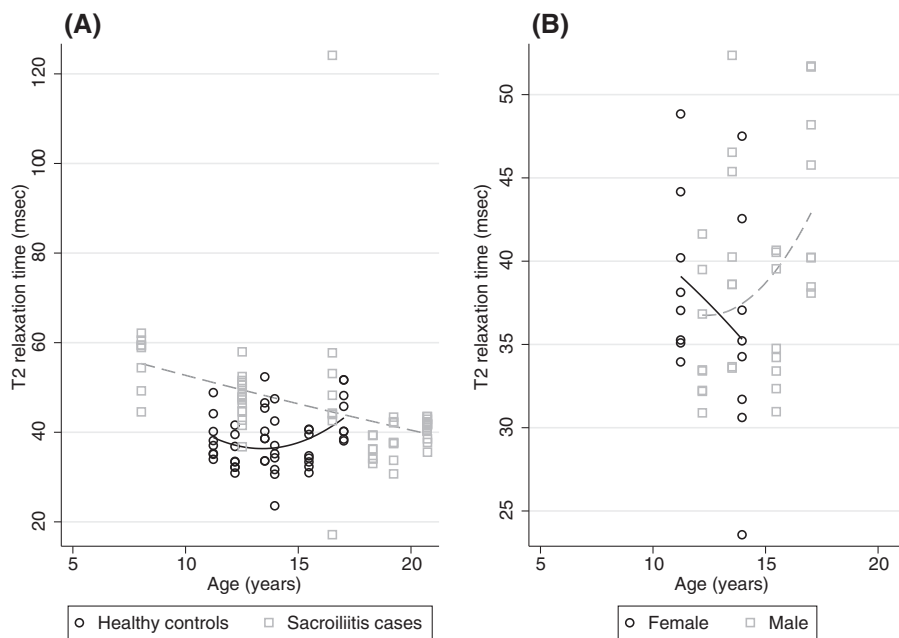 (A)
T2 relaxation time (msec)
120
100
80
60
40
20
5 10 15 20
Age (years)
Healthy controls Sacroiliitis cases
(B)
T2 relaxation time (msec)
50
45
40
35
30
25
5 10 15 20
Age (years)
Female Male